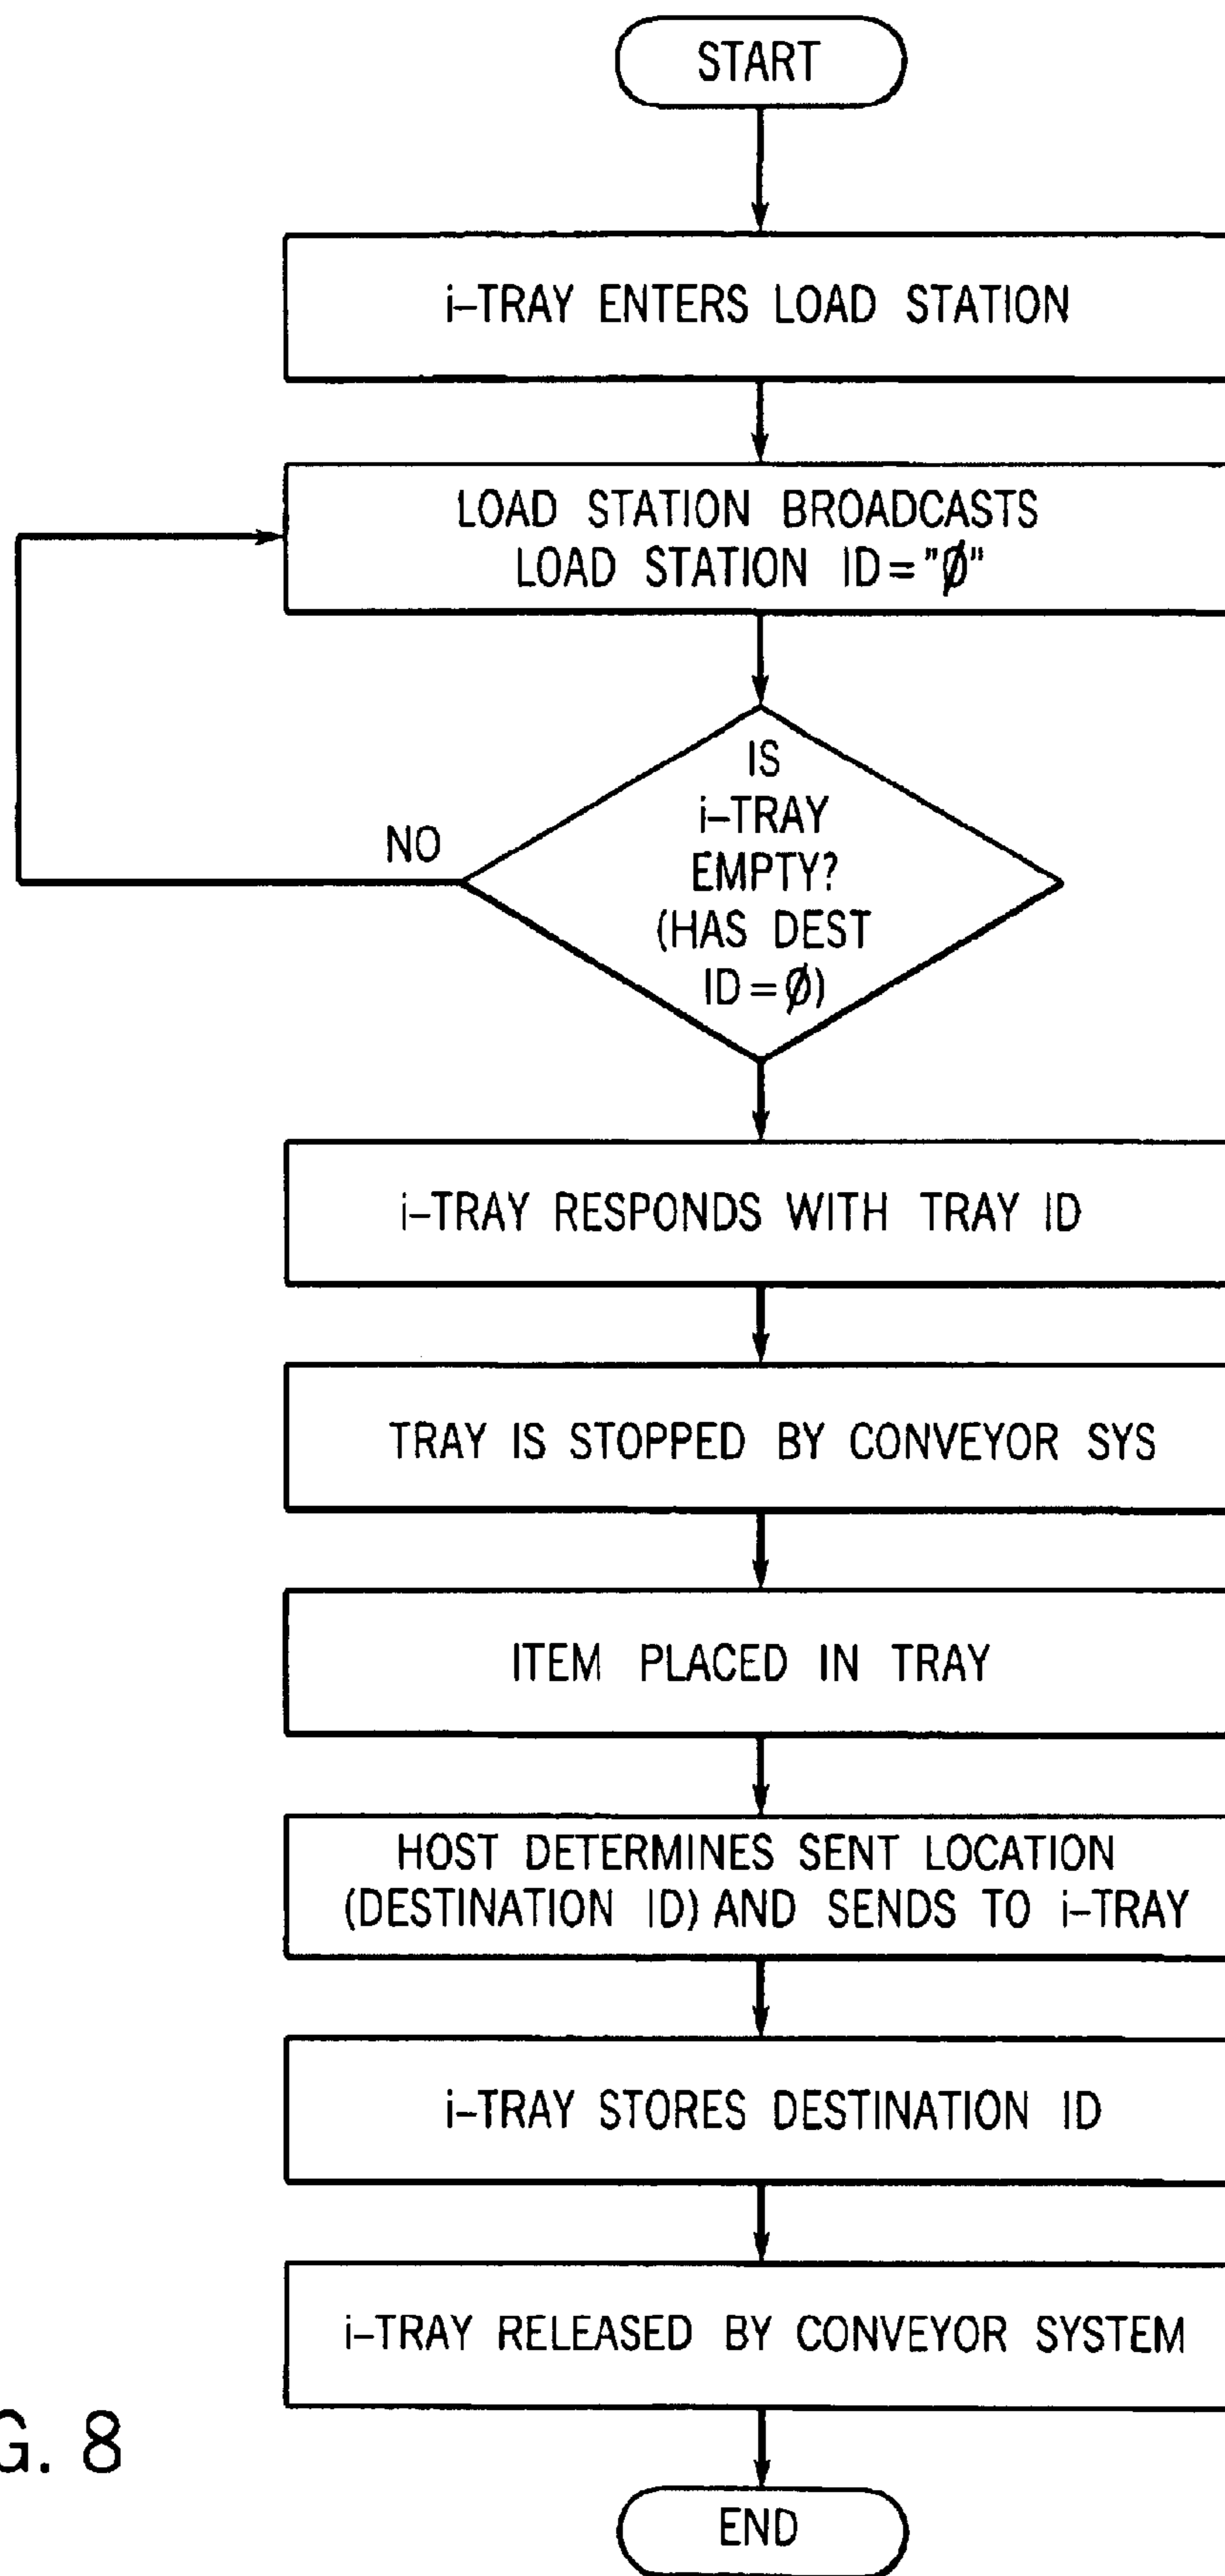 START
i–TRAY ENTERS LOAD STATION
LOAD STATION BROADCASTS
LOAD STATION ID="Ø"
IS
i–TRAY
EMPTY?
(HAS DEST
ID=Ø)
NO
i–TRAY RESPONDS WITH TRAY ID
TRAY IS STOPPED BY CONVEYOR SYS
ITEM PLACED IN TRAY
HOST DETERMINES SENT LOCATION
(DESTINATION ID) AND SENDS TO i–TRAY
i–TRAY STORES DESTINATION ID
i–TRAY RELEASED BY CONVEYOR SYSTEM
G. 8
END